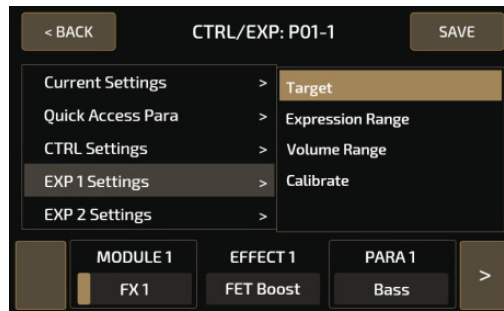 < BACK CTRL/EXP: P01-1 SAVE
Current Settings > Target
Quick Access Para > Expression Range
CTRL Settings > Volume Range
EXP 1 Settings > Calibrate
EXP 2 Settings >
MODULE 1 EFFECT 1 PARA 1
FX 1 FET Boost Bass >